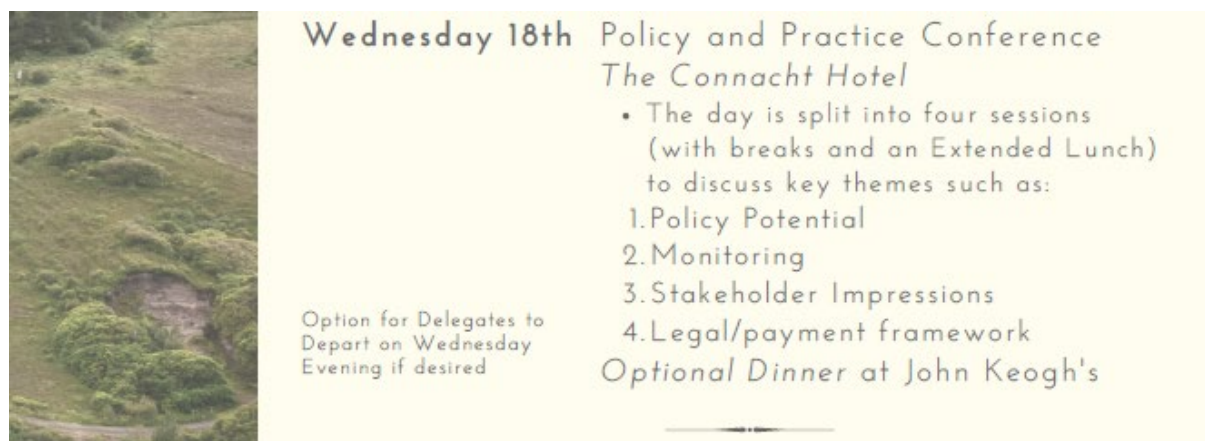 Wednesday 18th
Policy and Practice Conference
The Connacht Hotel
• The day is split into four sessions
(with breaks and an Extended Lunch)
to discuss key themes such as:
1.Policy Potential
2.Monitoring
3.Stakeholder Impressions
4.Legal/payment framework
Optional Dinner at John Keogh's
Option for Delegates to
Depart on Wednesday
Evening if desired